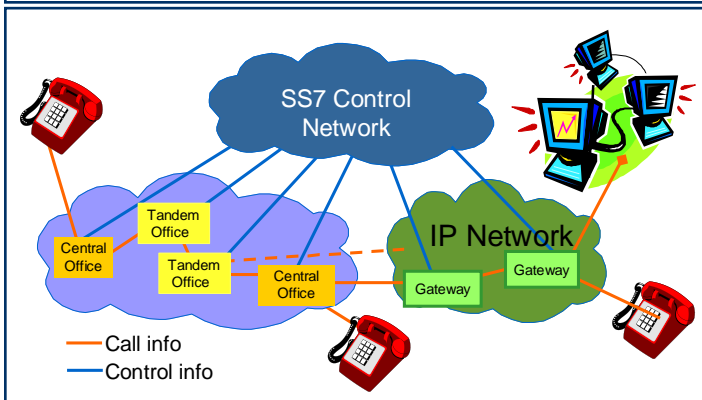 SS7 Control
Network
Tandem
Office
Central
Office
Tandem
Office
Central
Office
IP Network
Gateway
Gateway
Call info
Control info